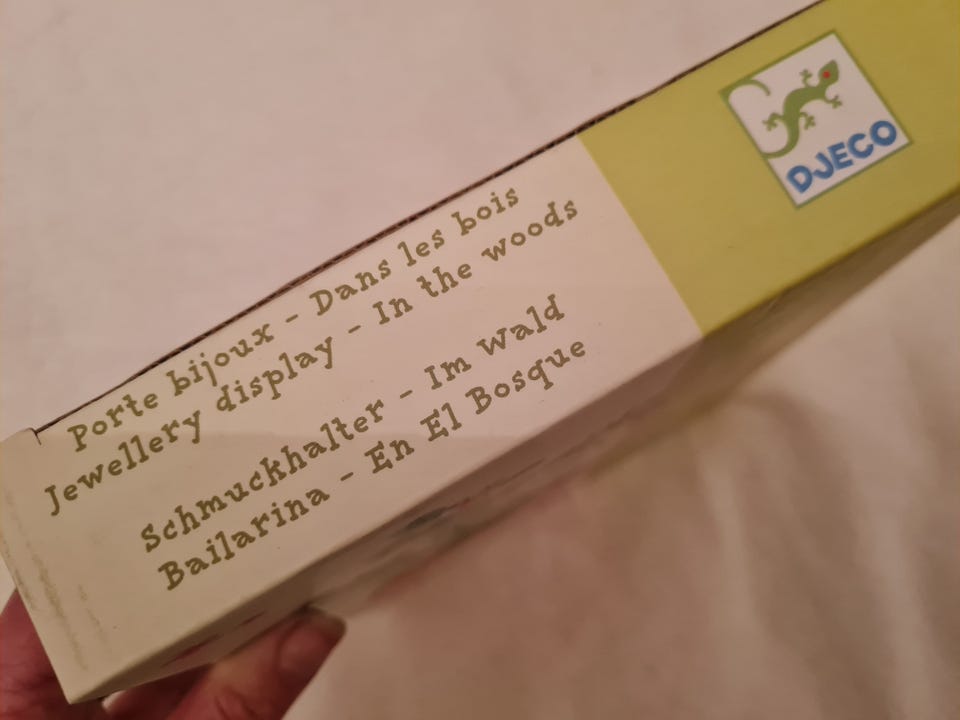 Porte bijoux - Dans les bois
Jewellery display - In the woods
Schmuckhalter - Im Wald
Bailarina - En El Bosque
DJECO